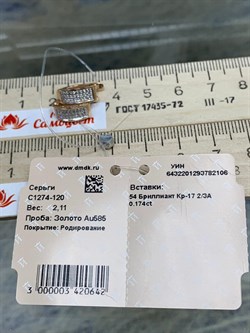 Самоцвет
ГОСТ 17435-72
III -17
www.dmdk.ru
УИН
6432201293782106
Серьги
С1274-120
Вес: 2,11
Проба: Золото Au585
Покрытие: Родирование
Вставки:
54 Бриллиант Кр-17 2/3А
0.174ct
3 000003 420642